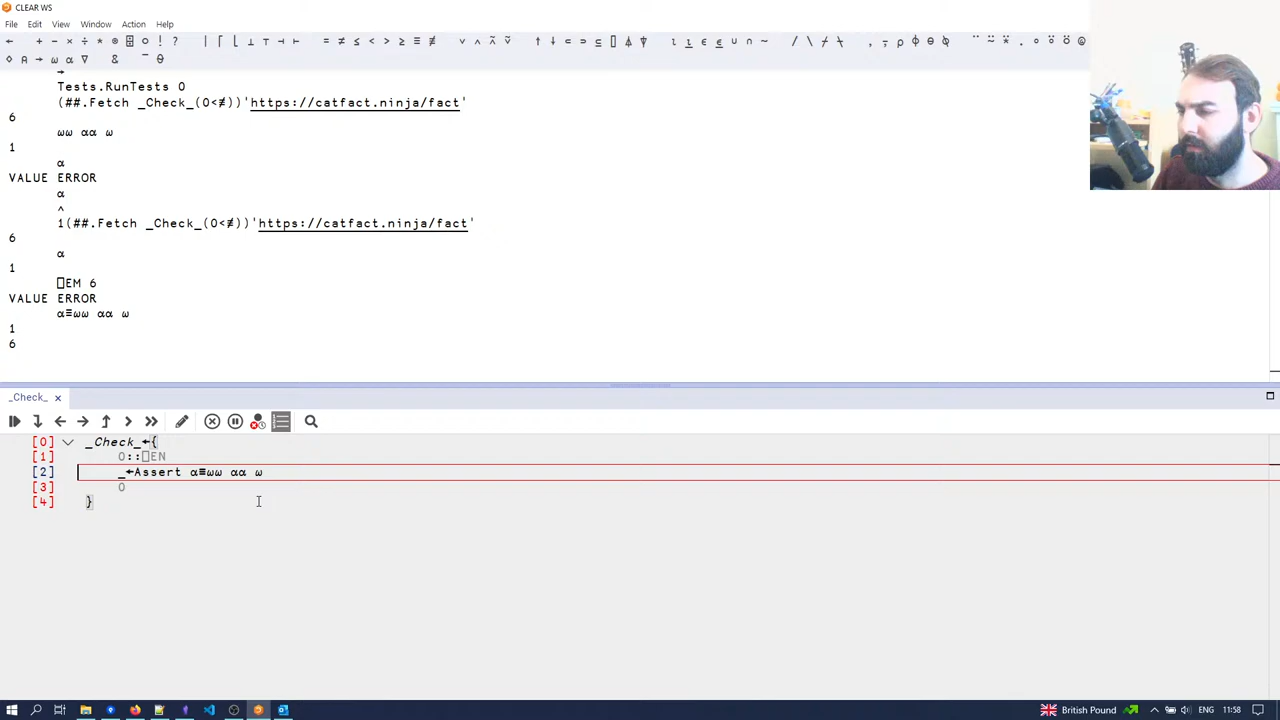 CLEAR WS
File Edit View Window Action Help
← + - × ÷ * ⍟ ⌹ ○ ! ? | ⌈ ⌊ ⊥ ⊤ ⊣ ⊢ = ≠ ≤ < > ≥ ≡ ≢ ∨ ∧ ⍲ ⍱ ↑ ↓ ⊂ ⊃ ⊆ ⌷ ⍋ ⍒ ⍳ ⍸ ∊ ⍷ ∪ ∩ ~ / \ ⌿ ⍀ , ⍪ ⍴ ⌽ ⊖ ⍉ ¨ ⍨ ⍣ . ∘ ⍤ ⍥ @
⋄ ⍝ → ⍵ ⍺ ∇ & ¯ ⍬
→
Tests.RunTests 0
(##.Fetch _Check_(0<≢))'https://catfact.ninja/fact'
6
⍵⍵ ⍺⍺ ⍵
1
⍺
VALUE ERROR
⍺
^
1(##.Fetch _Check_(0<≢))'https://catfact.ninja/fact'
6
⍺
1
⎕EM 6
VALUE ERROR
⍺≡⍵⍵ ⍺⍺ ⍵
1
6
_Check_ ×
[0] _Check_←{
[1] 0::⎕EN
[2] _←Assert ⍺≡⍵⍵ ⍺⍺ ⍵
[3] 0
[4] }
British Pound ENG 11:58